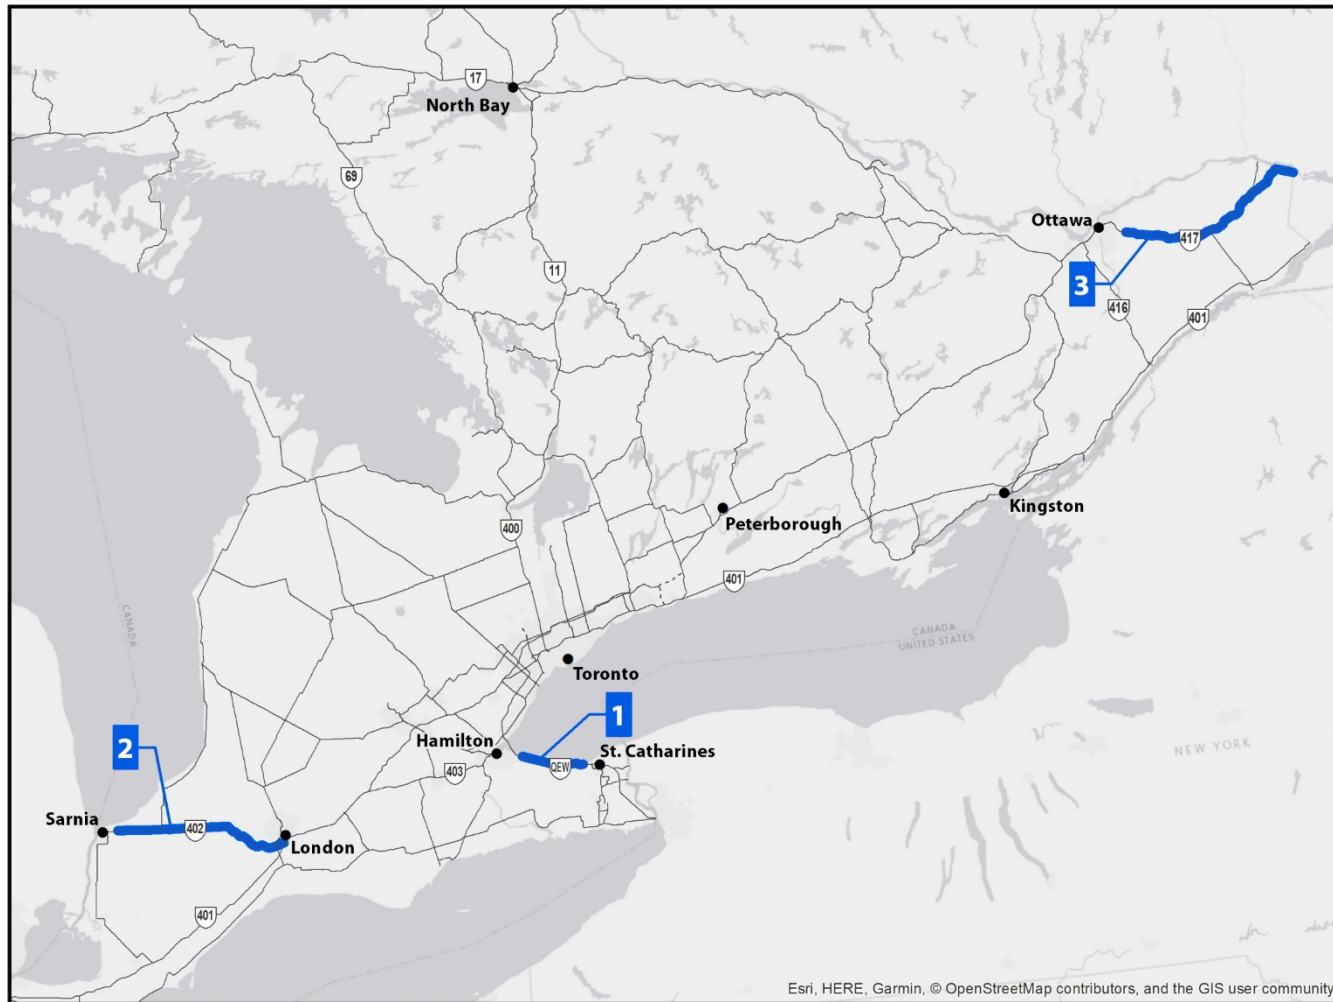 17
North Bay
69
Ottawa
417
11
3
416
401
Kingston
400
Peterborough
401
CANADA
CANADA
UNITED STATES
Toronto
1
2
Hamilton
St. Catharines
NEW YORK
403
QEW
Sarnia
402
London
401
Esri, HERE, Garmin, © OpenStreetMap contributors, and the GIS user community